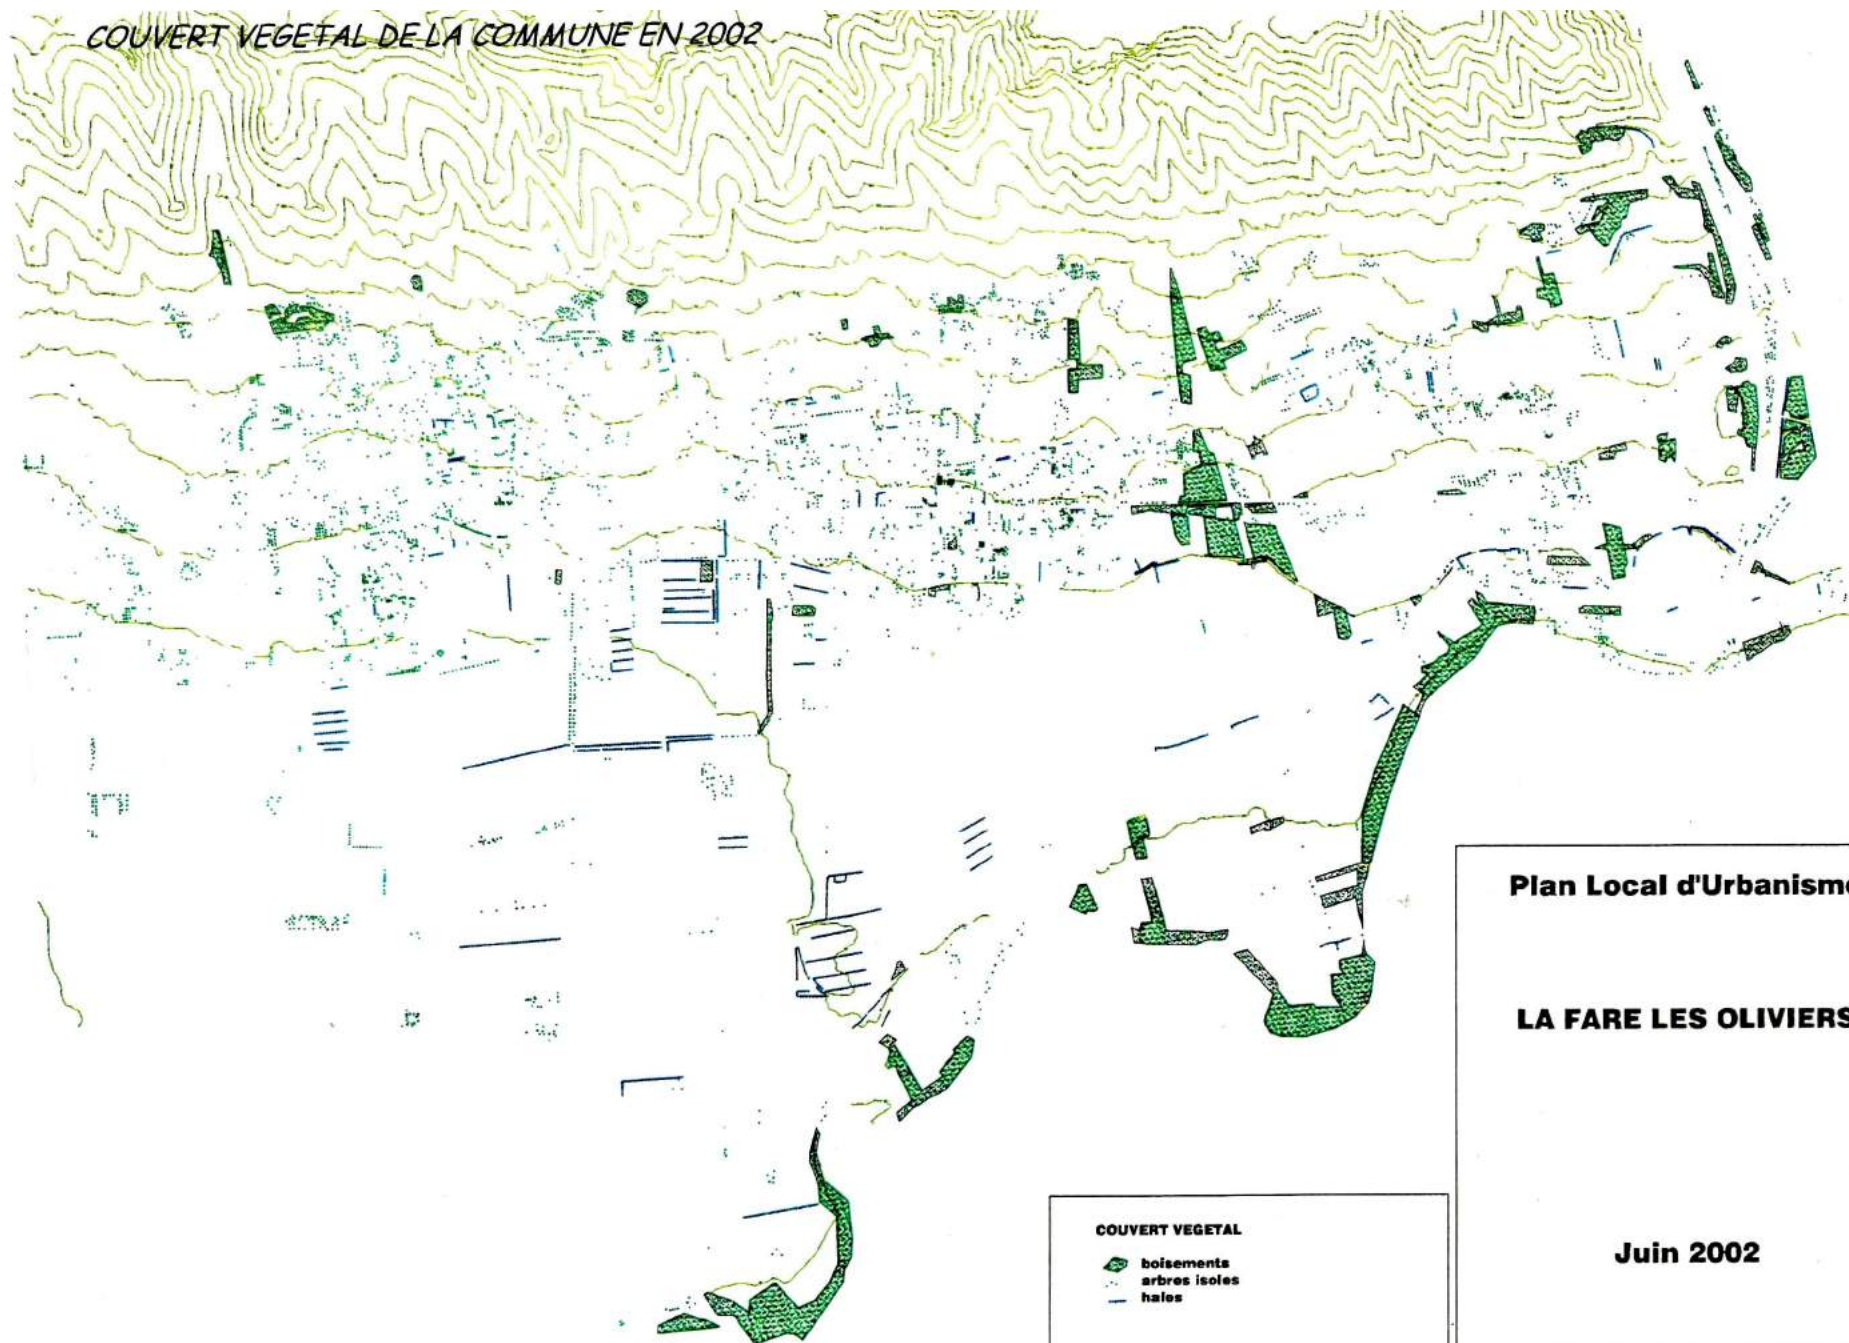 COUVERT VEGETAL DE LA COMMUNE EN 2002
Plan Local d'Urbanisme
LA FARE LES OLIVIERS
Juin 2002
COUVERT VEGETAL
boisements
arbres isoles
haies